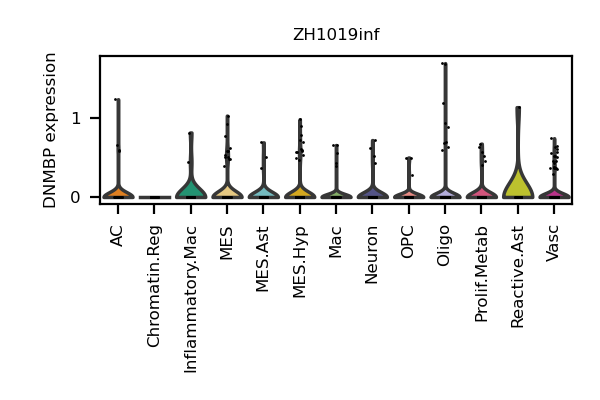 ZH1019inf
DNMBP expression
1
0
AC
Chromatin.Reg
Inflammatory.Mac
MES
MES.Ast
MES.Hyp
Mac
Neuron
OPC
Oligo
Prolif.Metab
Reactive.Ast
Vasc